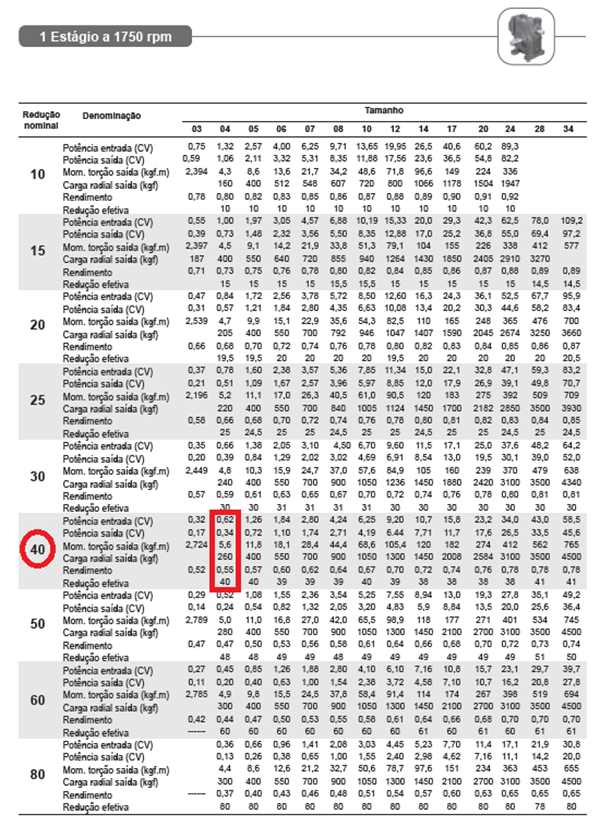 1 Estágio a 1750 rpm
Tamanho
Redução nominal Denominação 03 04 05 06 07 08 10 12 14 17 20 24 28 34
Potência entrada (CV) 0,75 1,32 2,57 4,00 6,25 9,71 13,65 19,95 26,5 40,6 60,2 89,3
Potência saída (CV) 0,59 1,06 2,11 3,32 5,31 8,35 11,88 17,56 23,6 36,5 54,8 82,2
Mom. torção saída (kgf.m) 2,394 4,3 8,6 13,6 21,7 34,2 48,6 71,8 96,6 149 224 336
10 Carga radial saída (kgf) 160 400 512 548 607 720 800 1066 1178 1504 1947
Rendimento 0,78 0,80 0,82 0,83 0,85 0,86 0,87 0,88 0,89 0,90 0,91 0,92
Redução efetiva 10 10 10 10 10 10 10 10 10 10 10
Potência entrada (CV) 0,55 1,00 1,97 3,05 4,57 6,88 10,19 15,33 20,0 29,3 42,3 62,5 78,0 109,2
Potência saída (CV) 0,39 0,73 1,48 2,32 3,56 5,50 8,35 12,88 17,0 25,2 36,8 55,0 69,4 97,2
Mom. torção saída (kgf.m) 2,397 4,5 9,1 14,2 21,9 33,8 51,3 79,1 104 155 226 338 412 577
15 Carga radial saída (kgf) 187 400 550 640 720 855 940 1264 1430 1850 2405 2910 3270
Rendimento 0,71 0,73 0,75 0,76 0,78 0,80 0,82 0,84 0,85 0,86 0,87 0,88 0,89 0,89
Redução efetiva 15 15 15 15 15,5 15,5 15 15 15 15 15 14,5 14,5
Potência entrada (CV) 0,47 0,84 1,72 2,56 3,78 5,72 8,50 12,60 16,3 24,3 36,1 52,5 67,7 95,9
Potência saída (CV) 0,31 0,57 1,21 1,84 2,80 4,35 6,63 10,08 13,4 20,2 30,3 44,6 58,2 83,4
Mom. torção saída (kgf.m) 2,539 4,7 9,9 15,1 22,9 35,6 54,3 82,5 110 165 248 365 476 700
20 Carga radial saída (kgf) 205 400 550 700 792 946 1047 1407 1590 2045 2674 3250 3660
Rendimento 0,66 0,68 0,70 0,72 0,74 0,76 0,78 0,80 0,82 0,83 0,84 0,85 0,86 0,87
Redução efetiva 19,5 19,5 20 20 20 20 19,5 20 20 20 20 20 20,5
Potência entrada (CV) 0,37 0,78 1,60 2,38 3,57 5,36 7,85 11,34 15,0 22,1 32,8 47,1 59,3 83,2
Potência saída (CV) 0,21 0,51 1,09 1,67 2,57 3,96 5,97 8,85 12,0 17,9 26,9 39,1 49,8 70,7
Mom. torção saída (kgf.m) 2,196 5,2 11,1 17,0 26,3 40,5 61,0 90,5 120 183 275 392 509 709
25 Carga radial saída (kgf) 220 400 550 700 840 1005 1124 1450 1700 2182 2850 3500 3930
Rendimento 0,58 0,66 0,68 0,70 0,72 0,74 0,76 0,78 0,80 0,81 0,82 0,83 0,84 0,85
Redução efetiva 25 24,5 25 25 24,5 25 25 24,5 25 25 24,5 25 24,5
Potência entrada (CV) 0,35 0,66 1,38 2,05 3,10 4,50 6,70 9,60 11,5 17,1 25,0 37,6 48,2 64,2
Potência saída (CV) 0,20 0,39 0,84 1,29 2,02 3,02 4,69 6,91 8,54 13,0 19,5 30,1 39,0 52,0
Mom. torção saída (kgf.m) 2,449 4,8 10,3 15,9 24,7 37,0 57,6 84,9 105 160 239 370 479 638
30 Carga radial saída (kgf) 240 400 550 700 900 1050 1236 1450 1880 2420 3100 3500 4340
Rendimento 0,57 0,59 0,61 0,63 0,65 0,67 0,70 0,72 0,74 0,76 0,78 0,80 0,81 0,81
Redução efetiva 30 30 31 31 31 30 30 30 30 30 30 30 30
Potência entrada (CV) 0,32 0,62 1,26 1,84 2,80 4,24 6,25 9,20 10,7 15,8 23,2 34,0 43,0 58,5
Potência saída (CV) 0,17 0,34 0,72 1,10 1,74 2,71 4,19 6,44 7,71 11,7 17,6 26,5 33,5 45,6
Mom. torção saída (kgf.m) 2,724 5,6 11,8 18,1 28,4 44,4 68,6 105,4 120 182 274 412 562 765
40 Carga radial saída (kgf) 260 400 550 700 900 1050 1300 1450 2008 2584 3100 3500 4500
Rendimento 0,52 0,55 0,57 0,60 0,62 0,64 0,67 0,70 0,72 0,74 0,76 0,78 0,78 0,78
Redução efetiva 40 40 39 39 40 39 39 38 38 38 38 41 41
Potência entrada (CV) 0,29 0,52 1,08 1,55 2,36 3,54 5,25 7,55 8,94 13,0 19,3 27,8 35,1 49,2
Potência saída (CV) 0,14 0,24 0,54 0,82 1,32 2,05 3,20 4,83 5,9 8,84 13,5 20,0 25,6 36,4
Mom. torção saída (kgf.m) 2,789 5,0 11,0 16,8 27,0 42,0 65,5 98,9 118 177 271 401 534 745
50 Carga radial saída (kgf) 280 400 550 700 900 1050 1300 1450 2100 2700 3100 3500 4500
Rendimento 0,47 0,47 0,50 0,53 0,56 0,58 0,61 0,64 0,66 0,68 0,70 0,72 0,73 0,74
Redução efetiva 48 48 49 49 49 49 49 49 49 49 49 51 50
Potência entrada (CV) 0,27 0,45 0,85 1,26 1,88 2,80 4,10 6,10 7,16 10,8 15,7 23,1 29,7 39,7
Potência saída (CV) 0,11 0,20 0,40 0,63 1,00 1,54 2,38 3,72 4,58 7,10 10,7 16,2 20,8 27,8
Mom. torção saída (kgf.m) 2,785 4,9 9,8 15,5 24,5 37,8 58,4 91,4 114 174 267 398 519 694
60 Carga radial saída (kgf) 300 400 550 700 900 1050 1300 1450 2100 2700 3100 3500 4500
Rendimento 0,42 0,44 0,47 0,50 0,53 0,55 0,58 0,61 0,64 0,66 0,68 0,70 0,70 0,70
Redução efetiva ------ 60 60 60 60 60 60 60 61 60 61 60 61 61
Potência entrada (CV) 0,36 0,66 0,96 1,41 2,08 3,03 4,45 5,23 7,70 11,4 17,1 21,9 30,8
Potência saída (CV) 0,13 0,26 0,38 0,65 1,00 1,55 2,40 2,98 4,62 7,16 11,1 14,2 20,0
Mom. torção saída (kgf.m) 4,4 8,6 12,6 21,2 32,7 50,6 78,7 97,6 151 234 363 453 655
80 Carga radial saída (kgf) 300 400 550 700 900 1050 1300 1450 2100 2700 3100 3500 4500
Rendimento ------ 0,37 0,40 0,43 0,46 0,48 0,51 0,54 0,57 0,60 0,63 0,65 0,65 0,65
Redução efetiva 80 80 80 80 80 80 80 80 80 80 80 78 80